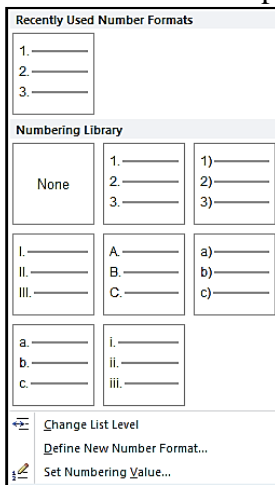 Recently Used Number Formats
1.
2.
3.
Numbering Library
None
1.
2.
3.
1)
2)
3)
I.
II.
III.
A.
B.
C.
a)
b)
c)
a.
b.
c.
i.
ii.
iii.
Change List Level
Define New Number Format...
Set Numbering Value...